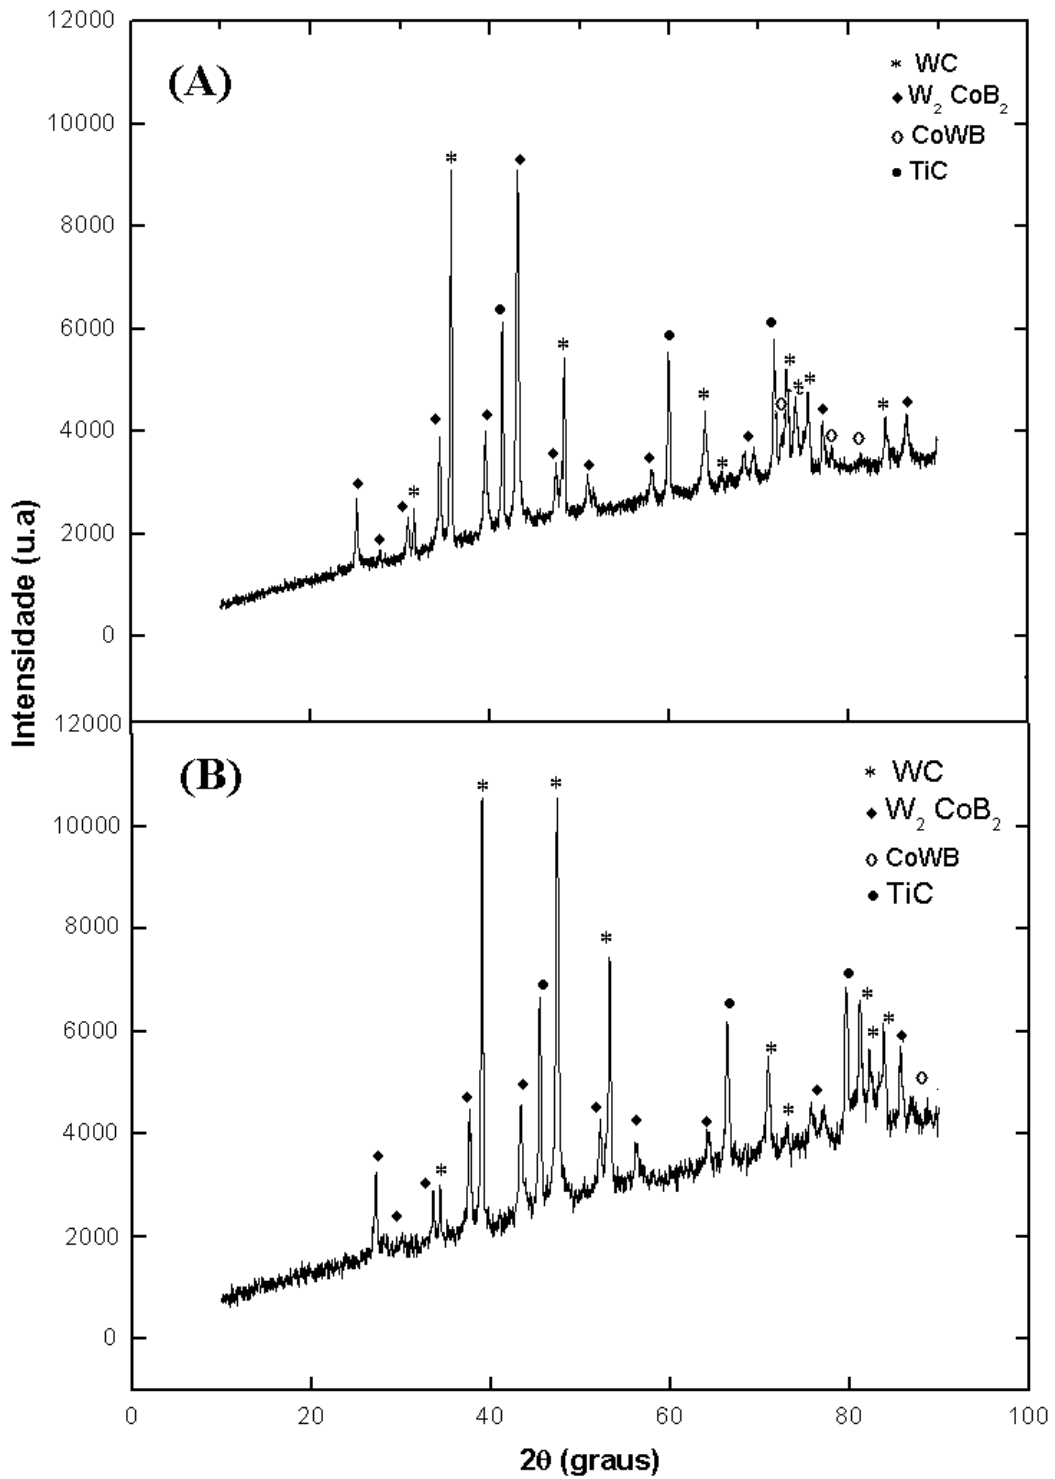 12000
(A)
* WC
◆ W₂ CoB₂
◇ CoWB
● TiC
10000
8000
6000
4000
2000
0
Intensidade (u.a)
12000
(B)
* WC
◆ W₂ CoB₂
◇ CoWB
● TiC
10000
8000
6000
4000
2000
0
0 20 40 60 80 100
2θ (graus)